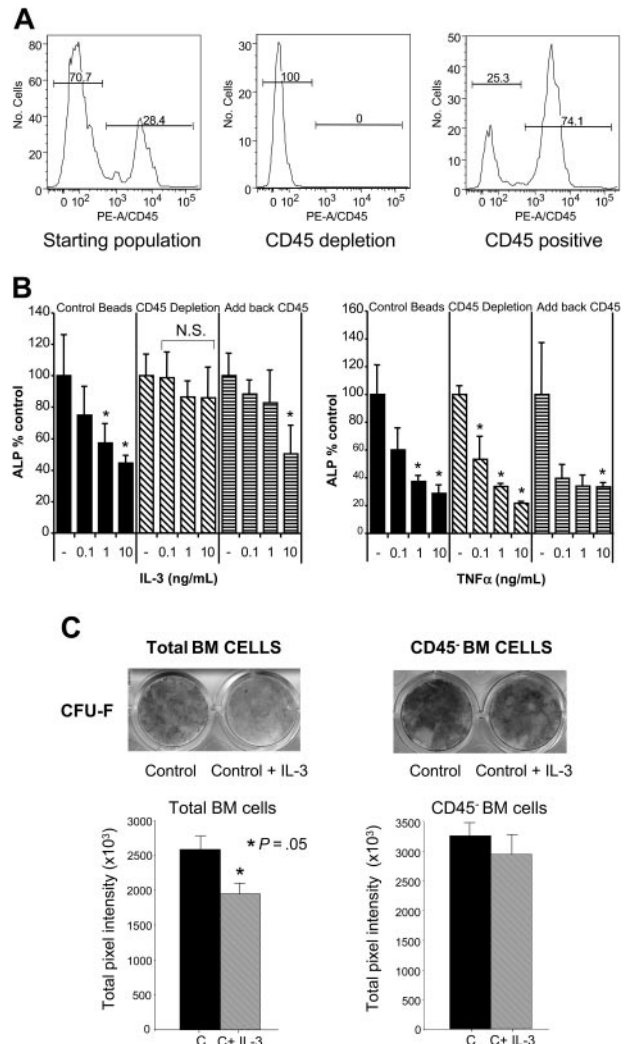 A
No. Cells
80
60
40
20
0
70.7
28.4
0 10² 10³ 10⁴ 10⁵
PE-A/CD45
Starting population
No. Cells
30
20
10
0
100
0
0 10² 10³ 10⁴ 10⁵
PE-A/CD45
CD45 depletion
No. Cells
50
40
30
20
10
0
25.3
74.1
0 10² 10³ 10⁴ 10⁵
PE-A/CD45
CD45 positive
B
Control Beads CD45 Depletion Add back CD45
ALP % control
140
120
100
80
60
40
20
0
N.S.
* * *
- 0.1 1 10 - 0.1 1 10 - 0.1 1 10
IL-3 (ng/mL)
Control Beads CD45 Depletion Add back CD45
ALP % control
160
140
120
100
80
60
40
20
0
* * * * * *
- 0.1 1 10 - 0.1 1 10 - 0.1 1 10
TNFα (ng/mL)
C
Total BM CELLS
CD45⁻ BM CELLS
CFU-F
Control Control + IL-3
Control Control + IL-3
Total BM cells
Total pixel intensity (x10³)
3000
2500
2000
1500
1000
500
0
* P = .05
*
C C+ IL-3
CD45⁻ BM cells
Total pixel intensity (x10³)
3500
3000
2500
2000
1500
1000
500
0
C C+ IL-3